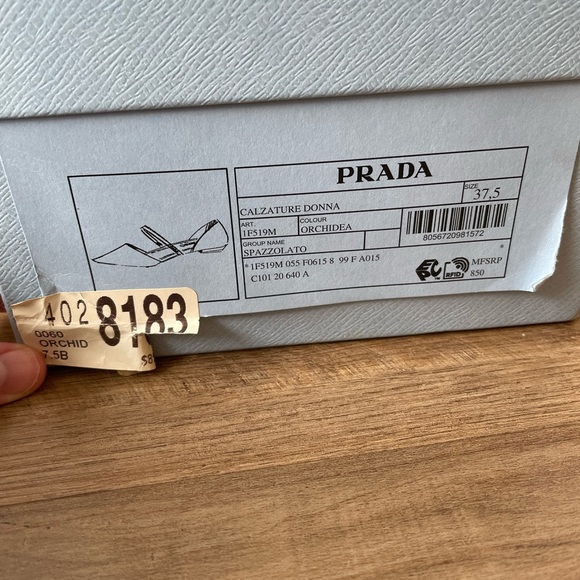 PRADA
CALZATURE DONNA
SIZE
37.5
ART.
1F519M
COLOUR
ORCHIDEA
GROUP NAME
SPAZZOLATO
8056720981572
*1F519M 055 F0615 8 99 F A015
C101 20 640 A
RFID
MFSRP
850
402 8183
0060
ORCHID
7.5B
$8